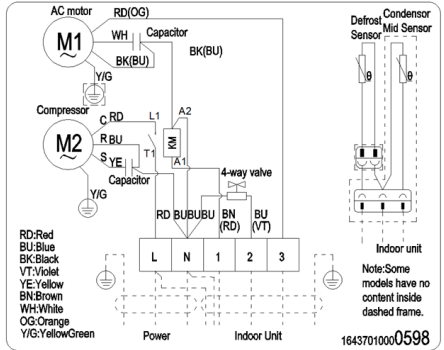 AC motor
RD(OG)
M1
WH
Capacitor
BK(BU)
BK(BU)
Y/G
Defrost
Sensor
Condensor
Mid Sensor
θ
θ
Compressor
M2
C RD
R BU
S YE
Capacitor
Y/G
L1
T1
A2
KM
A1
4-way valve
RD BUBUBU
BN
(RD)
BU
(VT)
L N 1 2 3
Power
Indoor Unit
Indoor unit
RD:Red
BU:Blue
BK:Black
VT:Violet
YE:Yellow
BN:Brown
WH:White
OG:Orange
Y/G:YellowGreen
Note:Some
models have no
content inside
dashed frame.
16437010000598